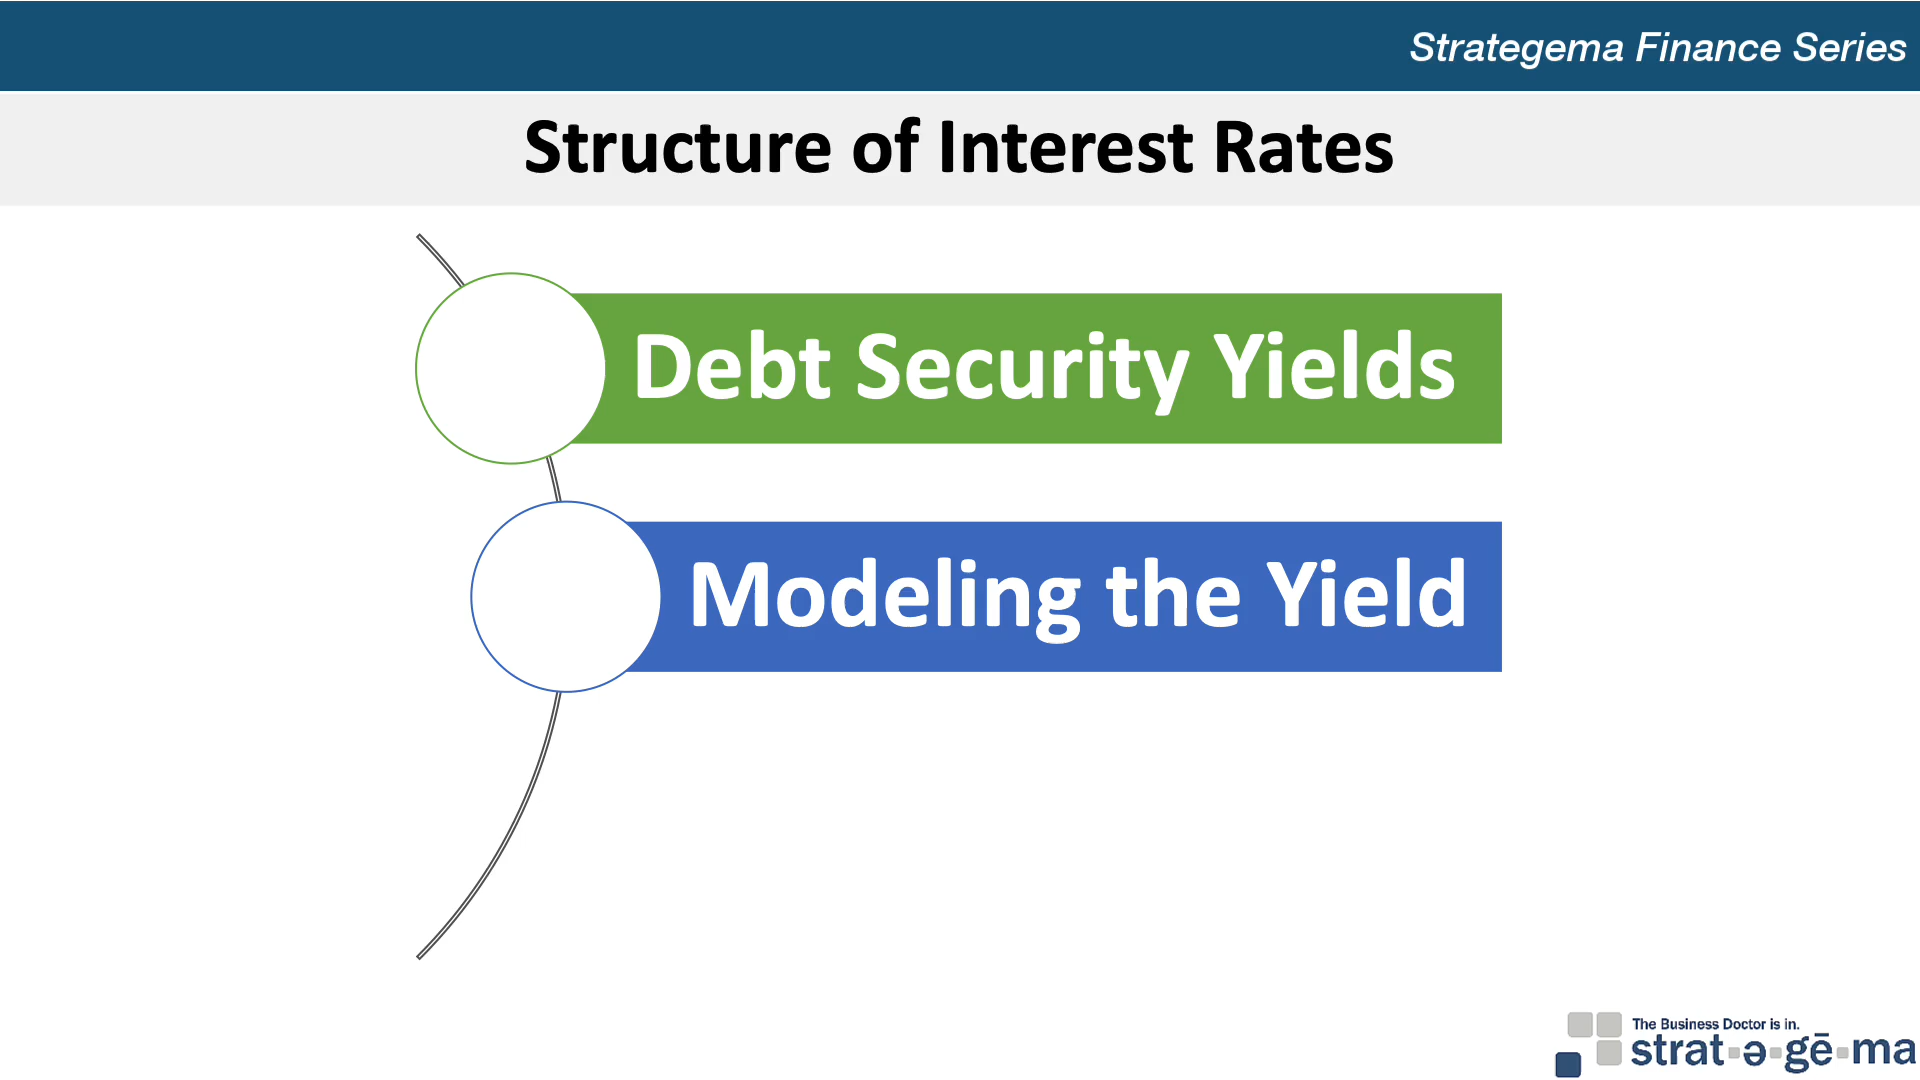 Strategema Finance Series
Structure of Interest Rates
Debt Security Yields
Modeling the Yield
The Business Doctor is in.
strat-ə-gē-ma